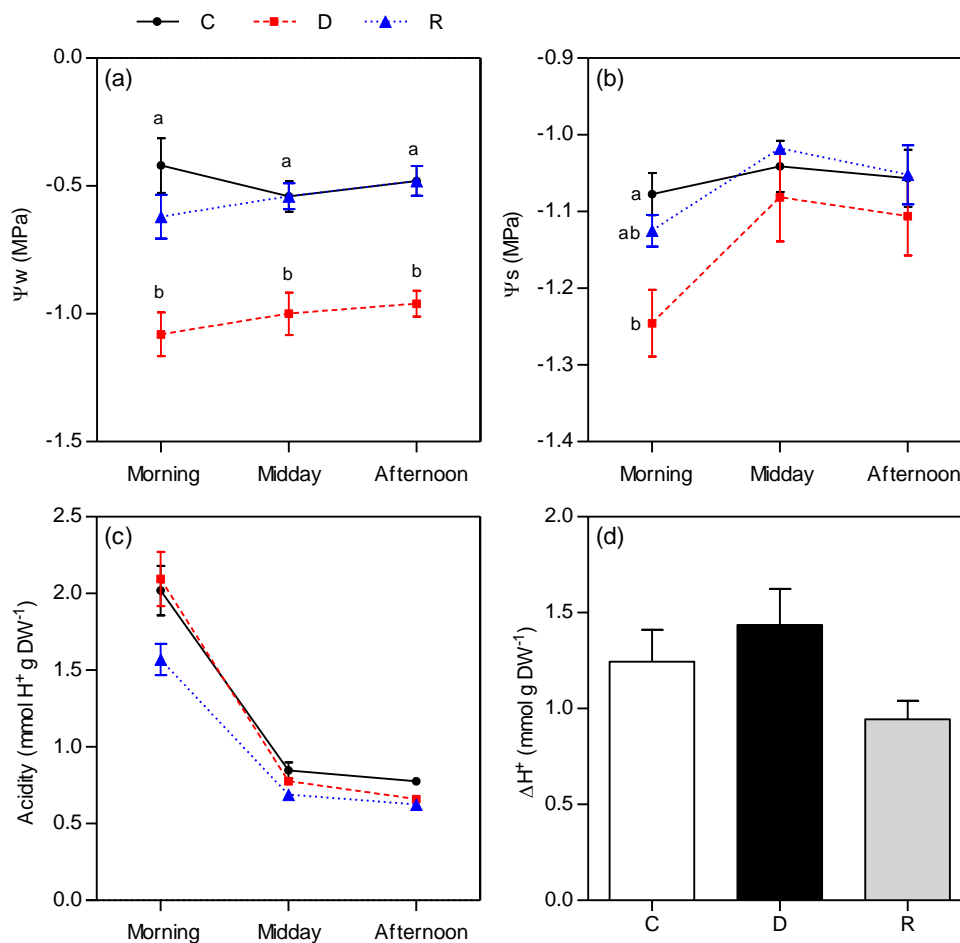 C D R
(a)
0.0
-0.5
-1.0
-1.5
Ψw (MPa)
a a a
b b b
Morning Midday Afternoon
(b)
-0.9
-1.0
-1.1
-1.2
-1.3
-1.4
Ψs (MPa)
a
ab
b
Morning Midday Afternoon
(c)
2.5
2.0
1.5
1.0
0.5
0.0
Acidity (mmol H⁺ g DW⁻¹)
Morning Midday Afternoon
(d)
2.0
1.5
1.0
0.5
0.0
ΔH⁺ (mmol g DW⁻¹)
C D R